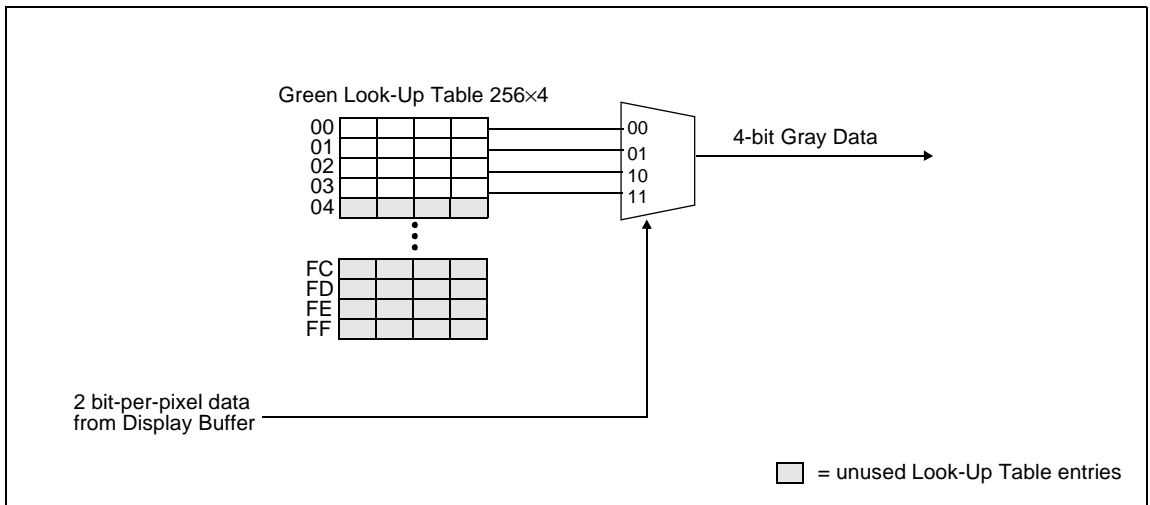 Green Look-Up Table 256×4
00
01
02
03
04
FC
FD
FE
FF
00
01
10
11
4-bit Gray Data
2 bit-per-pixel data
from Display Buffer
= unused Look-Up Table entries